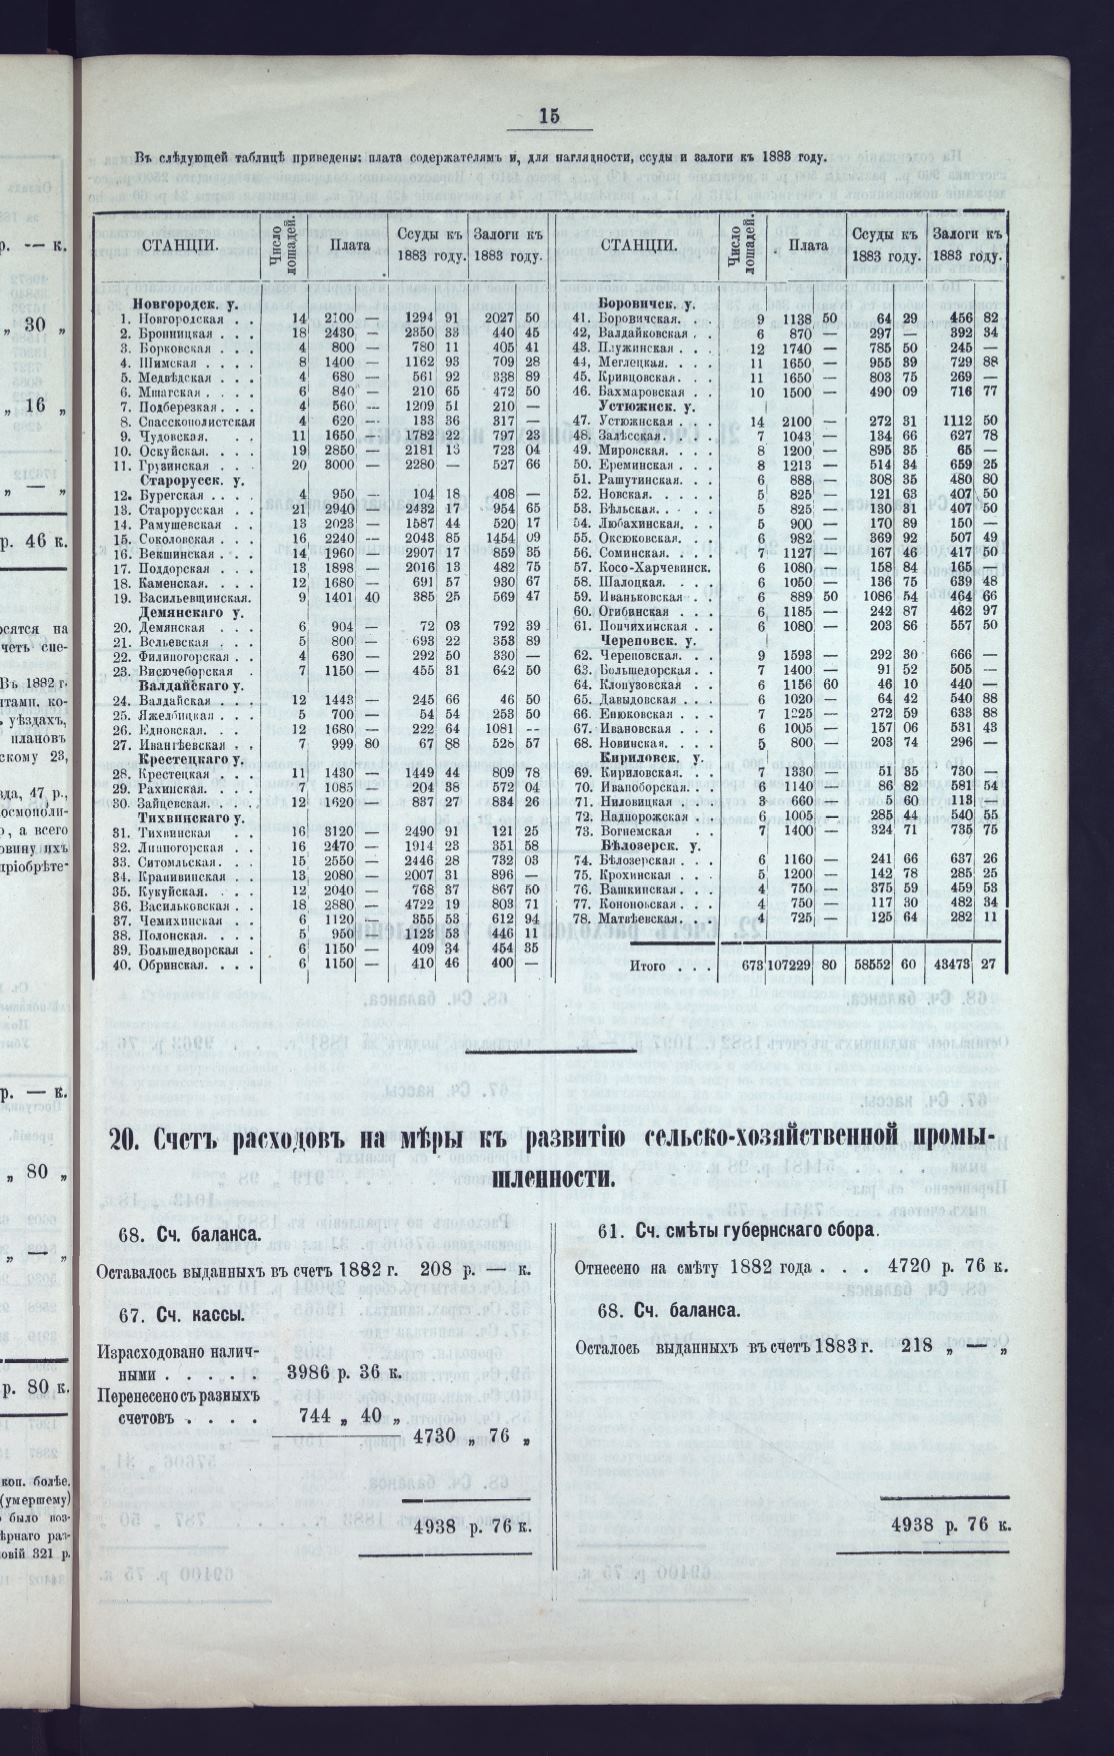 15
Въ слѣдующей таблицѣ приведены: плата содержателямъ и, для наглядности, ссуды и залоги къ 1883 году.
СТАНЦІИ. Число лошадей. Плата Ссуды къ 1883 году. Залоги къ 1883 году.
Новгородск. у.
1. Новгородская . . 14 2100 — 1294 91 2027 50
2. Бронницкая . . . 18 2430 — 2350 33 440 45
3. Борковская . . . 4 800 — 780 11 405 41
4. Шимская . . . . 8 1400 — 1162 93 709 28
5. Медвѣдская . . . 4 680 — 561 92 338 89
6. Мшагская . . . . 6 840 — 210 65 472 50
7. Подберезкая . . . 4 560 — 1209 51 210 —
8. Спасскополистская 4 620 — 133 36 317 —
9. Чудовская. . . . 11 1650 — 1782 22 797 23
10. Оскуйская. . . . 19 2850 — 2181 13 723 04
11. Грузинская . . . 20 3000 — 2280 — 527 66
Старорусск. у.
12. Бурегская . . . . 4 950 — 104 18 408 —
13. Старорусская . . 21 2940 — 2432 17 954 65
14. Рамушевская . . 13 2023 — 1587 44 520 17
15. Соколовская . . . 16 2240 — 2043 85 1454 09
16. Векшинская . . . 14 1960 — 2907 17 859 35
17. Поддорская . . . 13 1898 — 2016 13 482 75
18. Каменская. . . . 12 1680 — 691 57 930 67
19. Васильевщинская. 9 1401 40 385 25 569 47
Демянскаго у.
20. Демянская . . . 6 904 — 72 03 792 39
21. Вельевская . . . 5 800 — 693 22 353 89
22. Филипогорская . . 4 630 — 292 50 330 —
23. Висючеборская . 7 1150 — 455 31 642 50
Валдайскаго у.
24. Валдайская . . . 12 1443 — 245 66 46 50
25. Яжелбицкая . . . 5 700 — 54 54 253 50
26. Едновская. . . . 12 1680 — 222 64 1081 —
27. Ивантѣевская . . 7 999 80 67 88 528 57
Крестецкаго у.
28. Крестецкая . . . 11 1430 — 1449 44 809 78
29. Рахинская. . . . 7 1085 — 204 38 572 04
30. Зайцевская. . . . 12 1620 — 837 27 834 26
Тихвинскаго у.
31. Тихвинская . . 16 3120 — 2490 91 121 25
32. Липногорская . . 16 2470 — 1914 23 351 58
33. Ситомльская. . . 15 2550 — 2446 28 732 03
34. Крапивинская . . 13 2080 — 2007 31 896 —
35. Кукуйская. . . . 12 2040 — 768 37 867 50
36. Васильковская . . 18 2880 — 4722 19 803 71
37. Чемихинская . . 6 1120 — 355 53 612 94
38. Полонская. . . . 5 950 — 1123 53 446 11
39. Большедворская . 6 1150 — 409 34 454 35
40. Обринская. . . . 6 1150 — 410 46 400 —
СТАНЦІИ. Число лошадей. Плата Ссуды къ 1883 году. Залоги къ 1883 году.
Боровичск. у.
41. Боровичская. . . 9 1138 50 64 29 456 82
42. Валдайковская . . 6 870 — 297 — 392 34
43. Плужинская . . . 12 1740 — 785 50 245 —
44. Меглецкая. . . . 11 1650 — 955 89 729 88
45. Кривцовская. . . 11 1650 — 803 75 269 —
46. Бахмаровская . . 10 1500 — 490 09 716 77
Устюжнск. у.
47. Устюжнская . . . 14 2100 — 272 31 1112 50
48. Залѣсская. . . . 7 1043 — 134 66 627 78
49. Мировская. . . . 8 1200 — 895 35 65 —
50. Ереминская . . . 8 1213 — 514 34 659 25
51. Рашутинская. . . 6 888 — 308 35 480 80
52. Новская. . . . . 5 825 — 121 63 407 50
53. Бѣльская. . . . . 5 825 — 130 31 407 50
54. Любахинская. . . 5 900 — 170 89 150 —
55. Оксюковская. . . 6 982 — 369 92 507 49
56. Соминская. . . . 7 1127 — 167 46 417 50
57. Косо-Харчевинск. 6 1080 — 158 84 165 —
58. Шалоцкая. . . . 6 1050 — 136 75 639 48
59. Иваньковская . . 6 889 50 1086 54 464 66
60. Огибвнская . . . 6 1185 — 242 87 462 97
61. Поичихинская . . 6 1080 — 203 86 557 50
Череповск. у.
62. Череповская. . . 9 1593 — 292 30 666 —
63. Большедорская . . 7 1400 — 91 52 505 —
64. Клопузовская . . 6 1156 60 46 10 440 —
65. Давыдовская . . . 6 1020 — 64 42 540 88
66. Енюковская . . . 7 1225 — 272 59 633 88
67. Ивановская . . . 6 1005 — 157 06 531 43
68. Новинская. . . . 5 800 — 203 74 296 —
Кириловск. у.
69. Кириловская. . . 7 1330 — 51 35 730 —
70. Иваноборская. . . 6 1140 — 86 82 581 54
71. Ниловицкая . . . 3 660 — 5 60 113 —
72. Надпорожская . . 6 1005 — 285 44 540 55
73. Вогнемская . . 7 1400 — 324 71 735 75
Бѣлозерск. у.
74. Бѣлозерская . . . 6 1160 — 241 66 637 26
75. Крохинская . . . 5 1200 — 142 78 285 25
76. Вашкинская . . . 4 750 — 375 59 459 53
77. Кононовская . . . 4 750 — 117 30 482 34
78. Матвѣевская. . . 4 725 — 125 64 282 11
Итого . . . 673 107229 80 58552 60 43473 27
20. Счетъ расходовъ на мѣры къ развитію сельско-хозяйственной промы-
шленности.
68. Сч. баланса.
Оставалось выданныхъ въ счетъ 1882 г. 208 р. — к.
67. Сч. кассы.
Израсходовано налич-
ными . . . . . 3986 р. 36 к.
Перенесено съ разныхъ
счетовъ . . . . 744 „ 40 „
4730 „ 76 „
4938 р. 76 к.
61. Сч. смѣты губернскаго сбора.
Отнесено на смѣту 1882 года . . . 4720 р. 76 к.
68. Сч. баланса.
Осталось выданныхъ въ счетъ 1883 г. 218 „ — „
4938 р. 76 к.